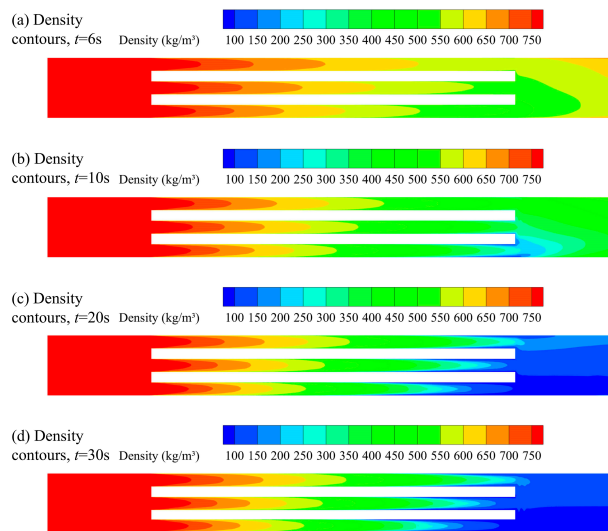 (a) Density
contours, t=6s Density (kg/m³)
100 150 200 250 300 350 400 450 500 550 600 650 700 750
(b) Density
contours, t=10s Density (kg/m³)
100 150 200 250 300 350 400 450 500 550 600 650 700 750
(c) Density
contours, t=20s Density (kg/m³)
100 150 200 250 300 350 400 450 500 550 600 650 700 750
(d) Density
contours, t=30s Density (kg/m³)
100 150 200 250 300 350 400 450 500 550 600 650 700 750